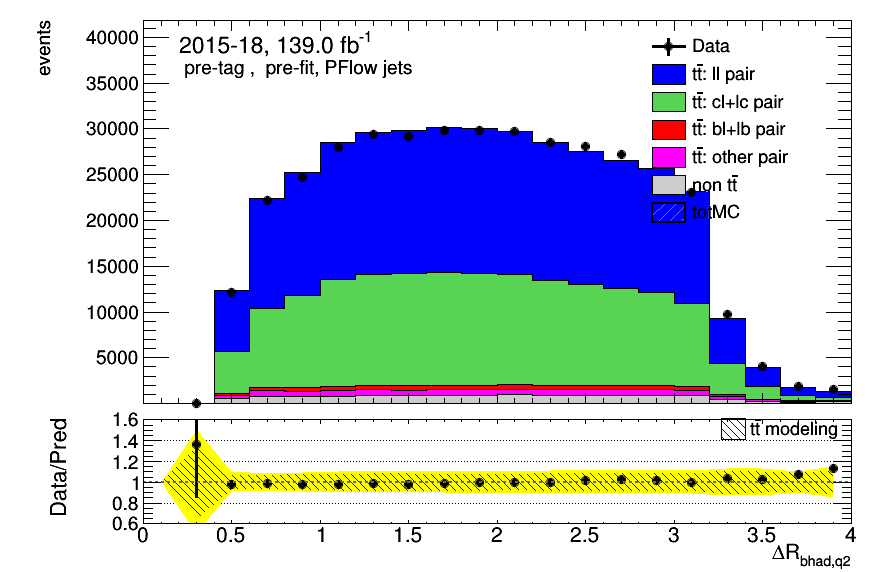 events
40000
35000
30000
25000
20000
15000
10000
5000
2015-18, 139.0 fb⁻¹
pre-tag , pre-fit, PFlow jets
Data
tt̄: ll pair
tt̄: cl+lc pair
tt̄: bl+lb pair
tt̄: other pair
non tt̄
totMC
Data/Pred
1.6
1.4
1.2
1
0.8
0.6
tt̄ modeling
0 0.5 1 1.5 2 2.5 3 3.5 4
ΔR_bhad,q2